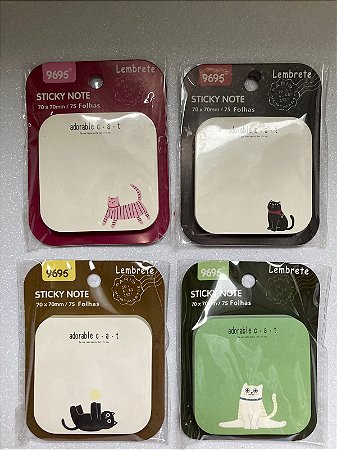 9695
Lembrete
STICKY NOTE
70 x 70mm / 75 Folhas
adorable c . a . t
9695
Lembrete
STICKY NOTE
70 x 70mm / 75 Folhas
adorable c . a . t
9695
Lembrete
STICKY NOTE
70 x 70mm / 75 Folhas
adorable c . a . t
9695
Lembrete
STICKY NOTE
70 x 70mm / 75 Folhas
adorable c . a . t